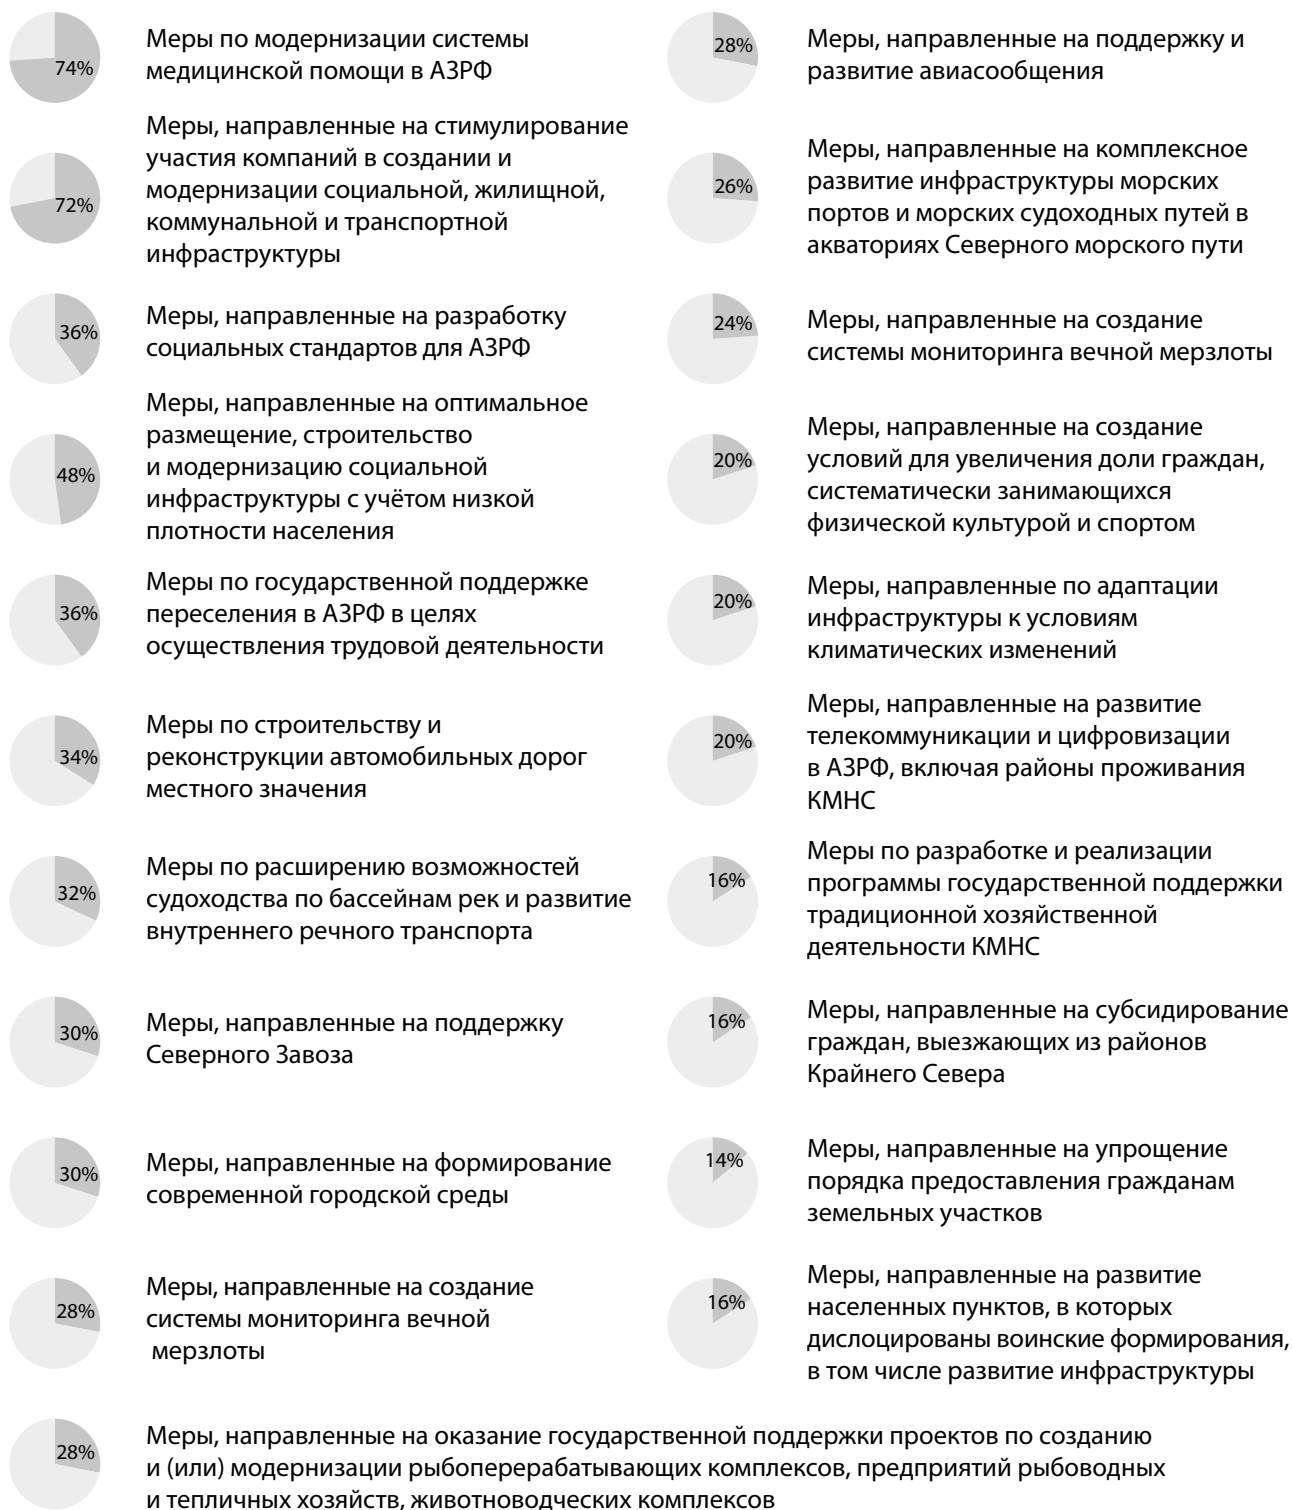 74%
Меры по модернизации системы
медицинской помощи в АЗРФ
72%
Меры, направленные на стимулирование
участия компаний в создании и
модернизации социальной, жилищной,
коммунальной и транспортной
инфраструктуры
36%
Меры, направленные на разработку
социальных стандартов для АЗРФ
48%
Меры, направленные на оптимальное
размещение, строительство
и модернизацию социальной
инфраструктуры с учётом низкой
плотности населения
36%
Меры по государственной поддержке
переселения в АЗРФ в целях
осуществления трудовой деятельности
34%
Меры по строительству и
реконструкции автомобильных дорог
местного значения
32%
Меры по расширению возможностей
судоходства по бассейнам рек и развитие
внутреннего речного транспорта
30%
Меры, направленные на поддержку
Северного Завоза
30%
Меры, направленные на формирование
современной городской среды
28%
Меры, направленные на создание
системы мониторинга вечной
мерзлоты
28%
Меры, направленные на поддержку и
развитие авиасообщения
26%
Меры, направленные на комплексное
развитие инфраструктуры морских
портов и морских судоходных путей в
акваториях Северного морского пути
24%
Меры, направленные на создание
системы мониторинга вечной мерзлоты
20%
Меры, направленные на создание
условий для увеличения доли граждан,
систематически занимающихся
физической культурой и спортом
20%
Меры, направленные по адаптации
инфраструктуры к условиям
климатических изменений
20%
Меры, направленные на развитие
телекоммуникации и цифровизации
в АЗРФ, включая районы проживания
КМНС
16%
Меры по разработке и реализации
программы государственной поддержки
традиционной хозяйственной
деятельности КМНС
16%
Меры, направленные на субсидирование
граждан, выезжающих из районов
Крайнего Севера
14%
Меры, направленные на упрощение
порядка предоставления гражданам
земельных участков
16%
Меры, направленные на развитие
населенных пунктов, в которых
дислоцированы воинские формирования,
в том числе развитие инфраструктуры
28%
Меры, направленные на оказание государственной поддержки проектов по созданию
и (или) модернизации рыбоперерабатывающих комплексов, предприятий рыбоводных
и тепличных хозяйств, животноводческих комплексов